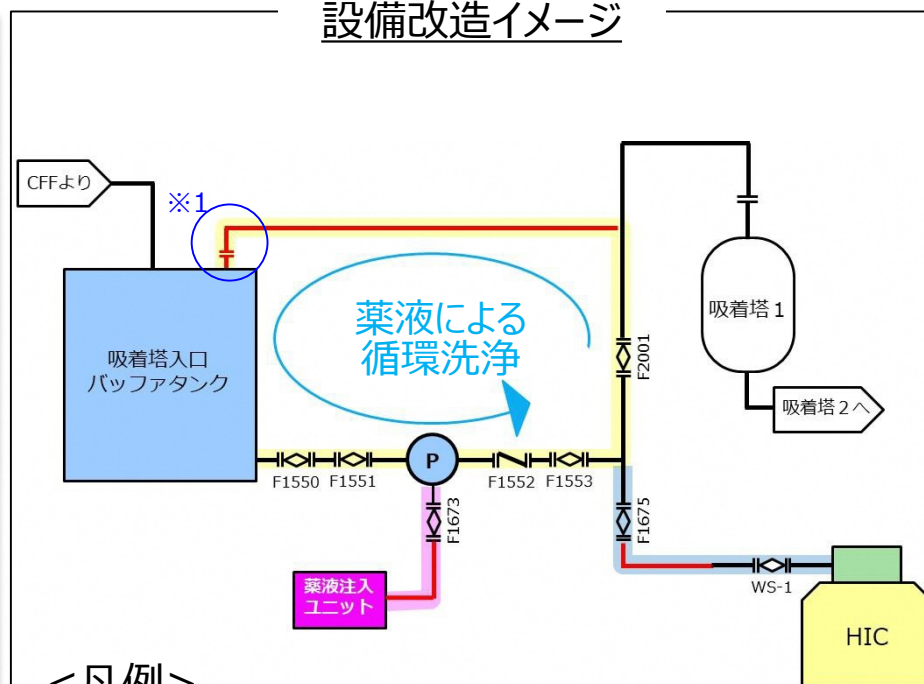 設備改造イメージ
CFFより
※1
薬液による
循環洗浄
吸着塔1
吸着塔入口
バッファタンク
F2001
吸着塔2へ
P
F1550
F1551
F1552
F1553
F1673
F1675
薬液注入
ユニット
WS-1
HIC
<凡例>